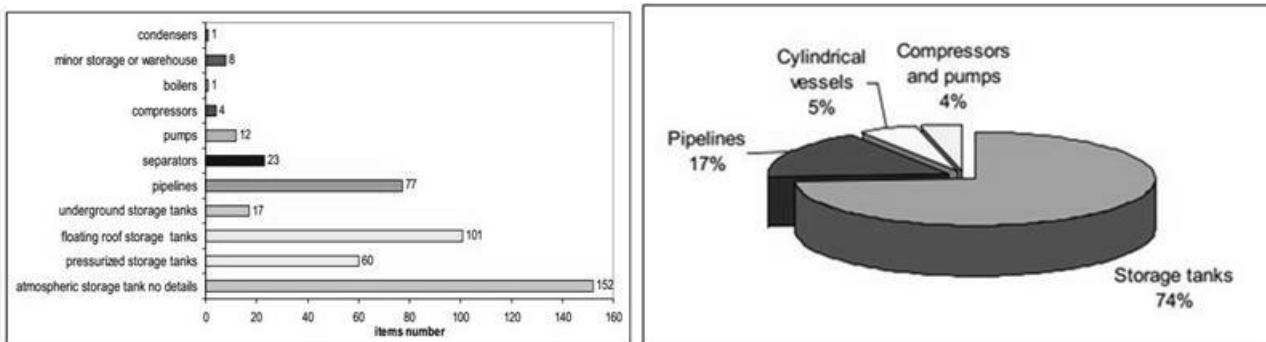 condensers 1
minor storage or warehouse 8
boilers 1
compressors 4
pumps 12
separators 23
pipelines 77
underground storage tanks 17
floating roof storage tanks 101
pressurized storage tanks 60
atmospheric storage tank no details 152
0 20 40 60 80 100 120 140 160
items number
Cylindrical
vessels
5%
Compressors
and pumps
4%
Pipelines
17%
Storage tanks
74%